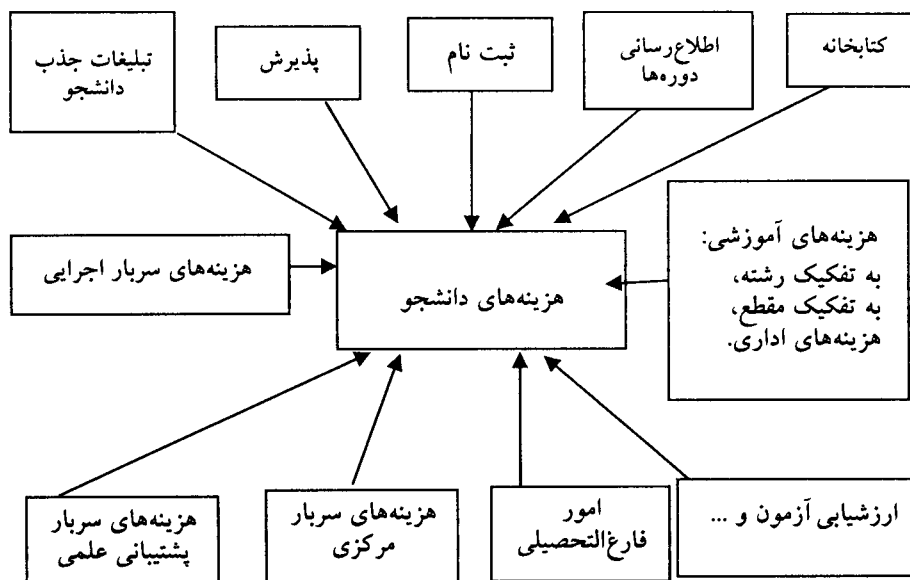 کتابخانه
اطلاع‌رسانی
دوره‌ها
ثبت نام
پذیرش
تبلیغات جذب
دانشجو
هزینه‌های آموزشی:
به تفکیک رشته،
به تفکیک مقطع،
هزینه‌های اداری.
هزینه‌های دانشجو
هزینه‌های سربار اجرایی
ارزشیابی آزمون و ...
امور
فارغ‌التحصیلی
هزینه‌های سربار
مرکزی
هزینه‌های سربار
پشتیبانی علمی